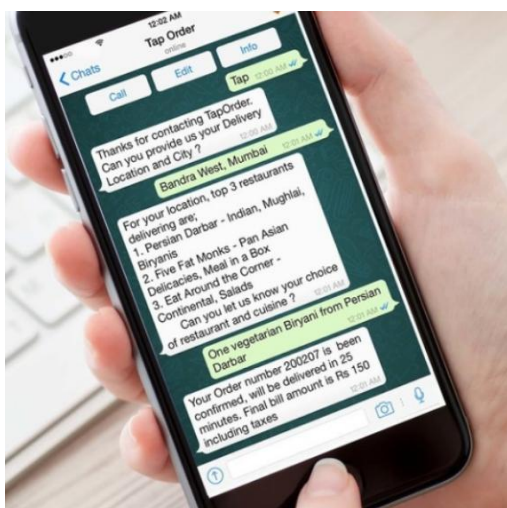 12:02 AM
Chats
Tap Order
online
Call
Edit
Info
Tap 12:00 AM
Thanks for contacting TapOrder.
Can you provide us your Delivery
Location and City ?
12:00 AM
Bandra West, Mumbai 12:01 AM
For your location, top 3 restaurants
delivering are;
1. Persian Darbar - Indian, Mughlai,
Biryanis
2. Five Fat Monks - Pan Asian
Delicacies, Meal in a Box
3. Eat Around the Corner -
Continental, Salads
Can you let us know your choice
of restaurant and cuisine ? 12:01 AM
One vegetarian Biryani from Persian
Darbar 12:01 AM
Your Order number 200207 is been
confirmed, will be delivered in 25
minutes. Final bill amount is Rs 150
including taxes 12:01 AM